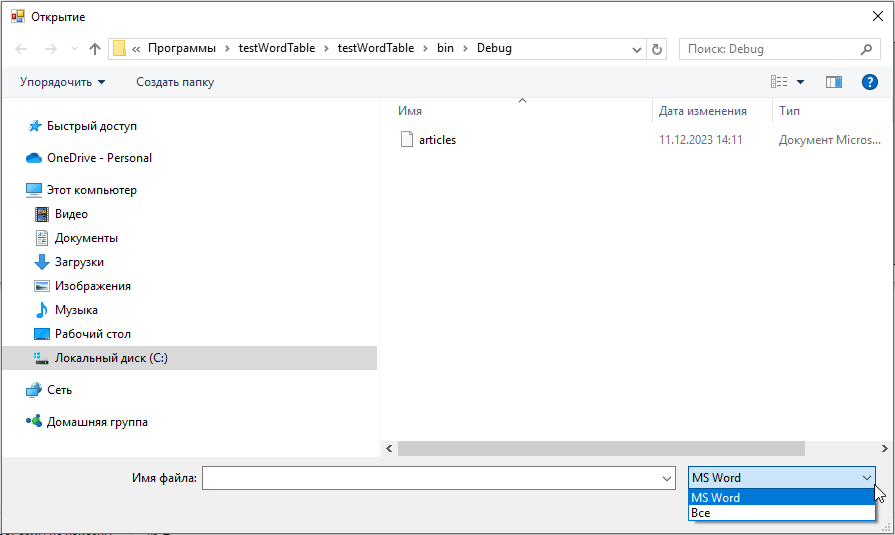 Открытие
« Программы › testWordTable › testWordTable › bin › Debug
Поиск: Debug
Упорядочить
Создать папку
?
Быстрый доступ
OneDrive - Personal
Этот компьютер
Видео
Документы
Загрузки
Изображения
Музыка
Рабочий стол
Локальный диск (C:)
Сеть
Домашняя группа
Имя Дата изменения Тип
articles 11.12.2023 14:11 Документ Micros...
Имя файла:
MS Word
MS Word
Все